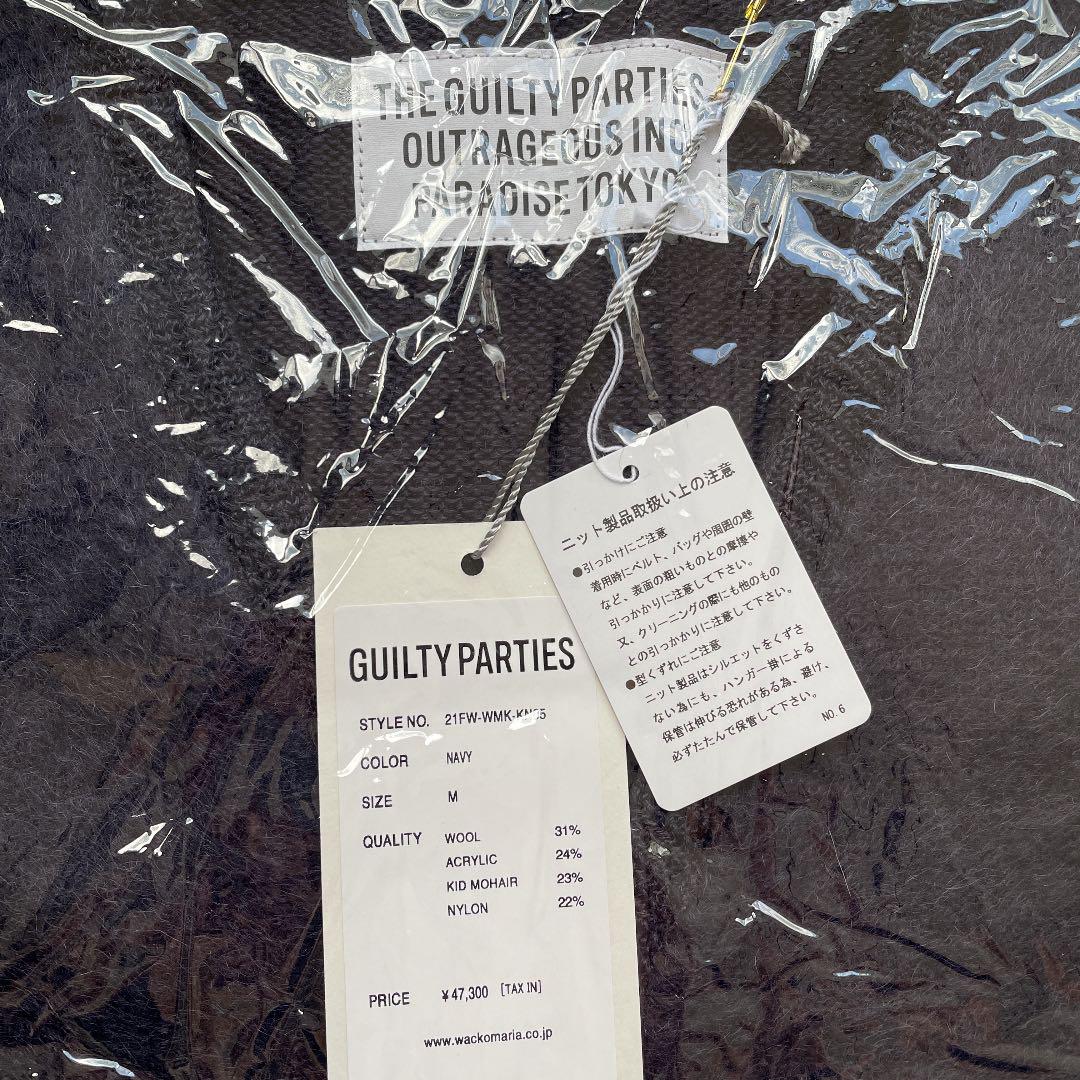 THE GUILTY PARTIES
OUTRAGEOUS INC
PARADISE TOKYO
ニット製品取扱い上の注意
●引っかけにご注意
着用時にベルト、バッグや周囲の壁
など、表面の粗いものとの摩擦や
引っかかりに注意して下さい。
又、クリーニングの際にも他のもの
との引っかかりに注意して下さい。
●型くずれにご注意
ニット製品はシルエットをくずさ
ない為にも、ハンガー掛による
保管は伸びる恐れがある為、避け、
必ずたたんで保管して下さい。
NO. 6
GUILTY PARTIES
STYLE NO. 21FW-WMK-
COLOR NAVY
SIZE M
QUALITY WOOL 31%
ACRYLIC 24%
KID MOHAIR 23%
NYLON 22%
PRICE ¥47,300 [TAX IN]
www.wackomaria.co.jp